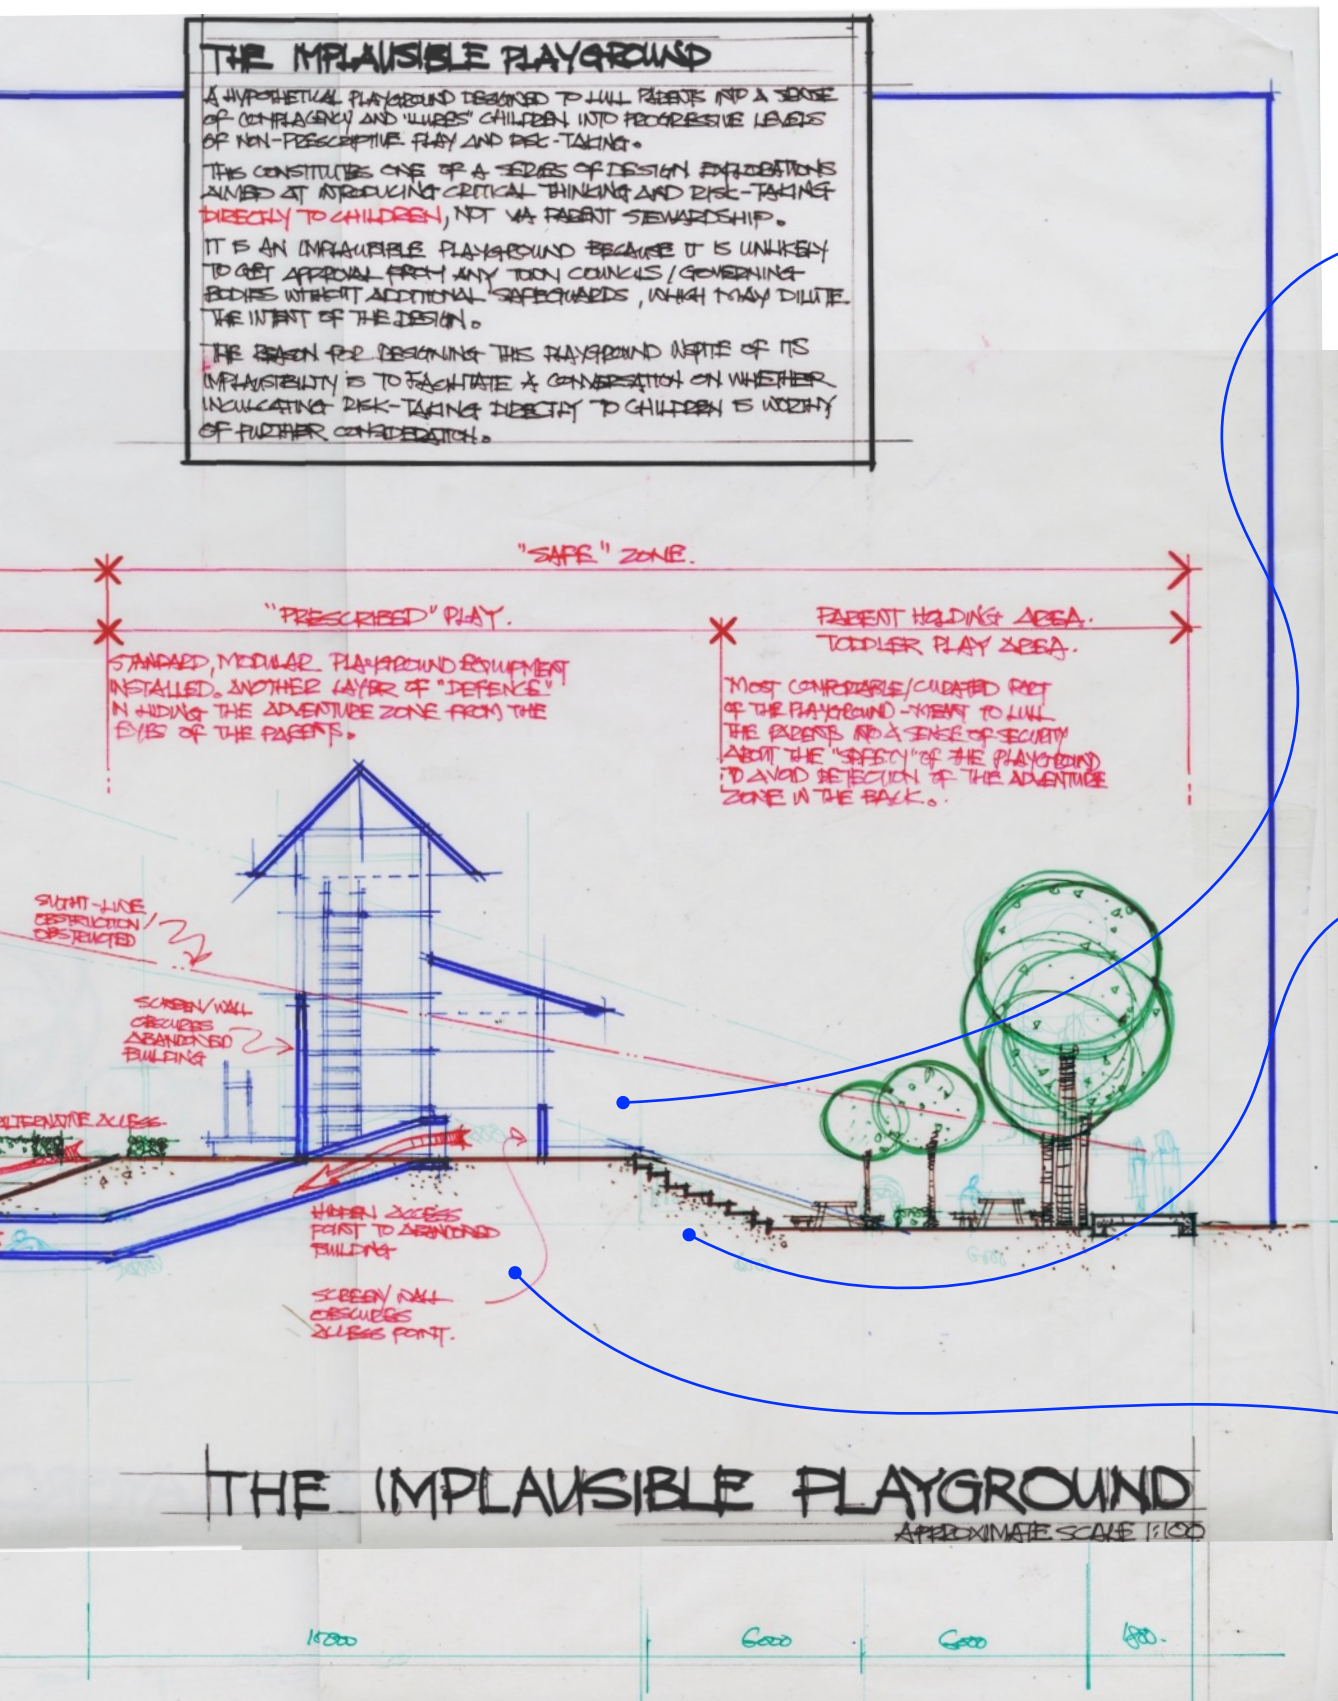 THE IMPLAUSIBLE PLAYGROUND
A HYPOTHETICAL PLAYGROUND DESIGNED TO LULL PARENTS INTO A SENSE
OF COMPLACENCY AND "LURES" CHILDREN INTO PROGRESSIVE LEVELS
OF NON-PRESCRIPTIVE PLAY AND RISK-TAKING.
THIS CONSTITUTES ONE OF A SERIES OF DESIGN EXPLORATIONS
AIMED AT INTRODUCING CRITICAL THINKING AND RISK-TAKING
DIRECTLY TO CHILDREN, NOT VIA PARENT STEWARDSHIP.
IT IS AN IMPLAUSIBLE PLAYGROUND BECAUSE IT IS UNLIKELY
TO GET APPROVAL FROM ANY TOWN COUNCILS/GOVERNING
BODIES WITHOUT ADDITIONAL SAFEGUARDS, WHICH MAY DILUTE
THE INTENT OF THE DESIGN.
THE REASON FOR DESIGNING THIS PLAYGROUND INSPITE OF ITS
IMPLAUSIBILITY IS TO FACILITATE A CONVERSATION ON WHETHER
INCULCATING RISK-TAKING DIRECTLY TO CHILDREN IS WORTHY
OF FURTHER CONSIDERATION.
"SAFE" ZONE.
"PRESCRIBED" PLAY.
STANDARD, MODULAR PLAYGROUND EQUIPMENT
INSTALLED. ANOTHER LAYER OF "DEFENCE"
IN HIDING THE ADVENTURE ZONE FROM THE
EYES OF THE PARENTS.
PARENT HOLDING AREA.
TODDLER PLAY AREA.
MOST COMFORTABLE/CURATED PART
OF THE PLAYGROUND - MEANT TO LULL
THE PARENTS INTO A SENSE OF SECURITY
ABOUT THE "SAFETY" OF THE PLAYGROUND
TO AVOID DETECTION OF THE ADVENTURE
ZONE IN THE BACK.
SIGHT-LINE
OBSTRUCTION/
OBSTRUCTED
SCREEN/WALL
OBSCURES
ABANDONED
BUILDING
ALTERNATIVE ACCESS
HIDDEN ACCESS
POINT TO ABANDONED
BUILDING
SCREEN/WALL
OBSCURES
ACCESS POINT.
THE IMPLAUSIBLE PLAYGROUND
APPROXIMATE SCALE 1:100
6000
6000